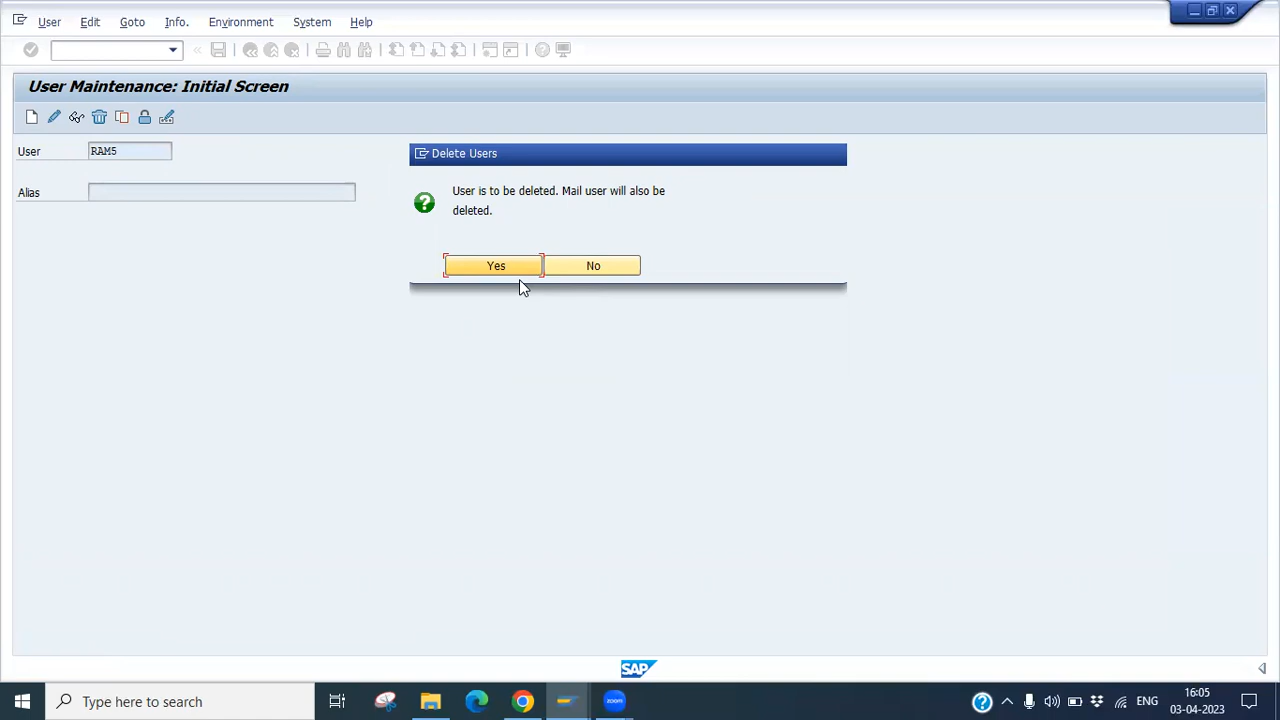 User Edit Goto Info. Environment System Help
User Maintenance: Initial Screen
User RAM5
Alias
Delete Users
User is to be deleted. Mail user will also be
deleted.
Yes No
SAP
Type here to search
zoom
ENG
16:05
03-04-2023